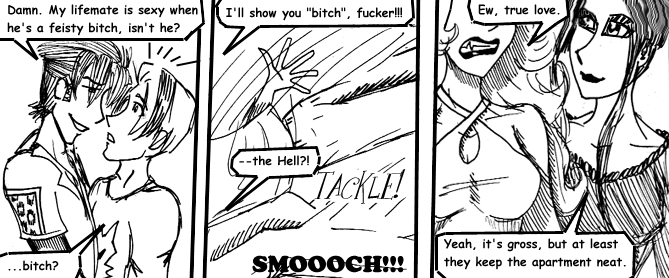 Damn. My lifemate is sexy when
he's a feisty bitch, isn't he?
...bitch?
I'll show you "bitch", fucker!!!
--the Hell?!
TACKLE!
SMOOOCH!!!
Ew, true love.
Yeah, it's gross, but at least
they keep the apartment neat.